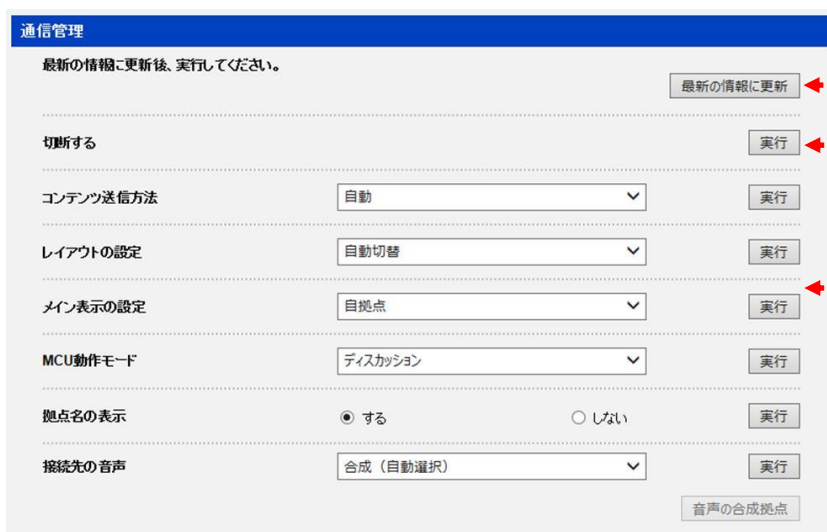 通信管理
最新の情報に更新後、実行してください。
最新の情報に更新
切断する 実行
コンテンツ送信方法 自動 実行
レイアウトの設定 自動切替 実行
メイン表示の設定 自拠点 実行
MCU動作モード ディスカッション 実行
拠点名の表示 する しない 実行
接続先の音声 合成（自動選択） 実行
音声の合成拠点